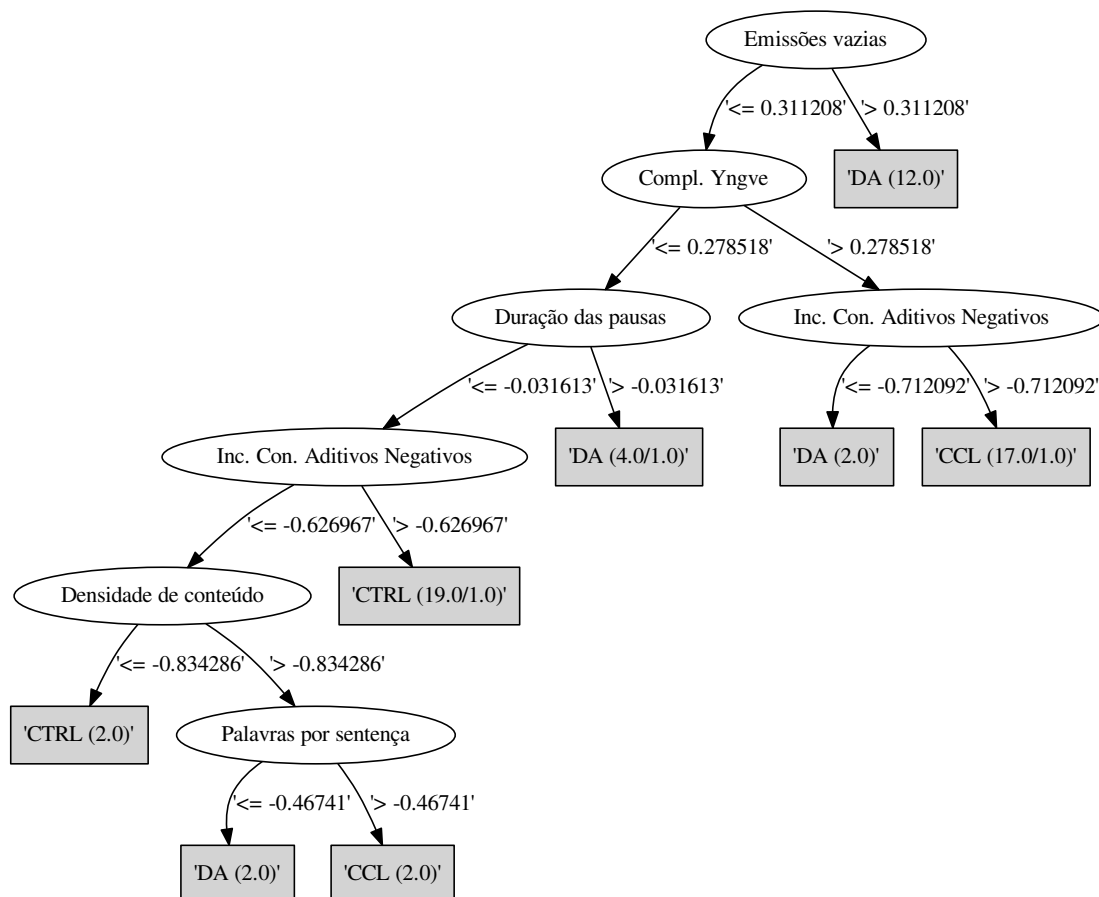 Emissões vazias
'<= 0.311208'
'> 0.311208'
Compl. Yngve
'DA (12.0)'
'<= 0.278518'
'> 0.278518'
Duração das pausas
Inc. Con. Aditivos Negativos
'<= -0.031613'
'> -0.031613'
'<= -0.712092'
'> -0.712092'
Inc. Con. Aditivos Negativos
'DA (4.0/1.0)'
'DA (2.0)'
'CCL (17.0/1.0)'
'<= -0.626967'
'> -0.626967'
Densidade de conteúdo
'CTRL (19.0/1.0)'
'<= -0.834286'
'> -0.834286'
'CTRL (2.0)'
Palavras por sentença
'<= -0.46741'
'> -0.46741'
'DA (2.0)'
'CCL (2.0)'